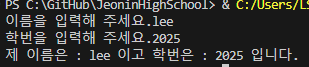 PS C:\GitHub\JeoninHighSchool> & C:/Users/LS
이름을 입력해 주세요.lee
학번을 입력해 주세요.2025
제 이름은 : lee 이고 학번은 : 2025 입니다.